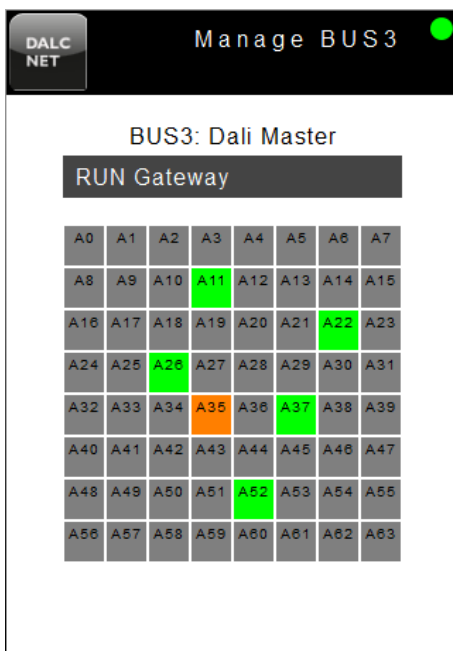 DALC
NET
Manage BUS3
BUS3: Dali Master
RUN Gateway
A0 A1 A2 A3 A4 A5 A6 A7
A8 A9 A10 A11 A12 A13 A14 A15
A16 A17 A18 A19 A20 A21 A22 A23
A24 A25 A26 A27 A28 A29 A30 A31
A32 A33 A34 A35 A36 A37 A38 A39
A40 A41 A42 A43 A44 A45 A46 A47
A48 A49 A50 A51 A52 A53 A54 A55
A56 A57 A58 A59 A60 A61 A62 A63